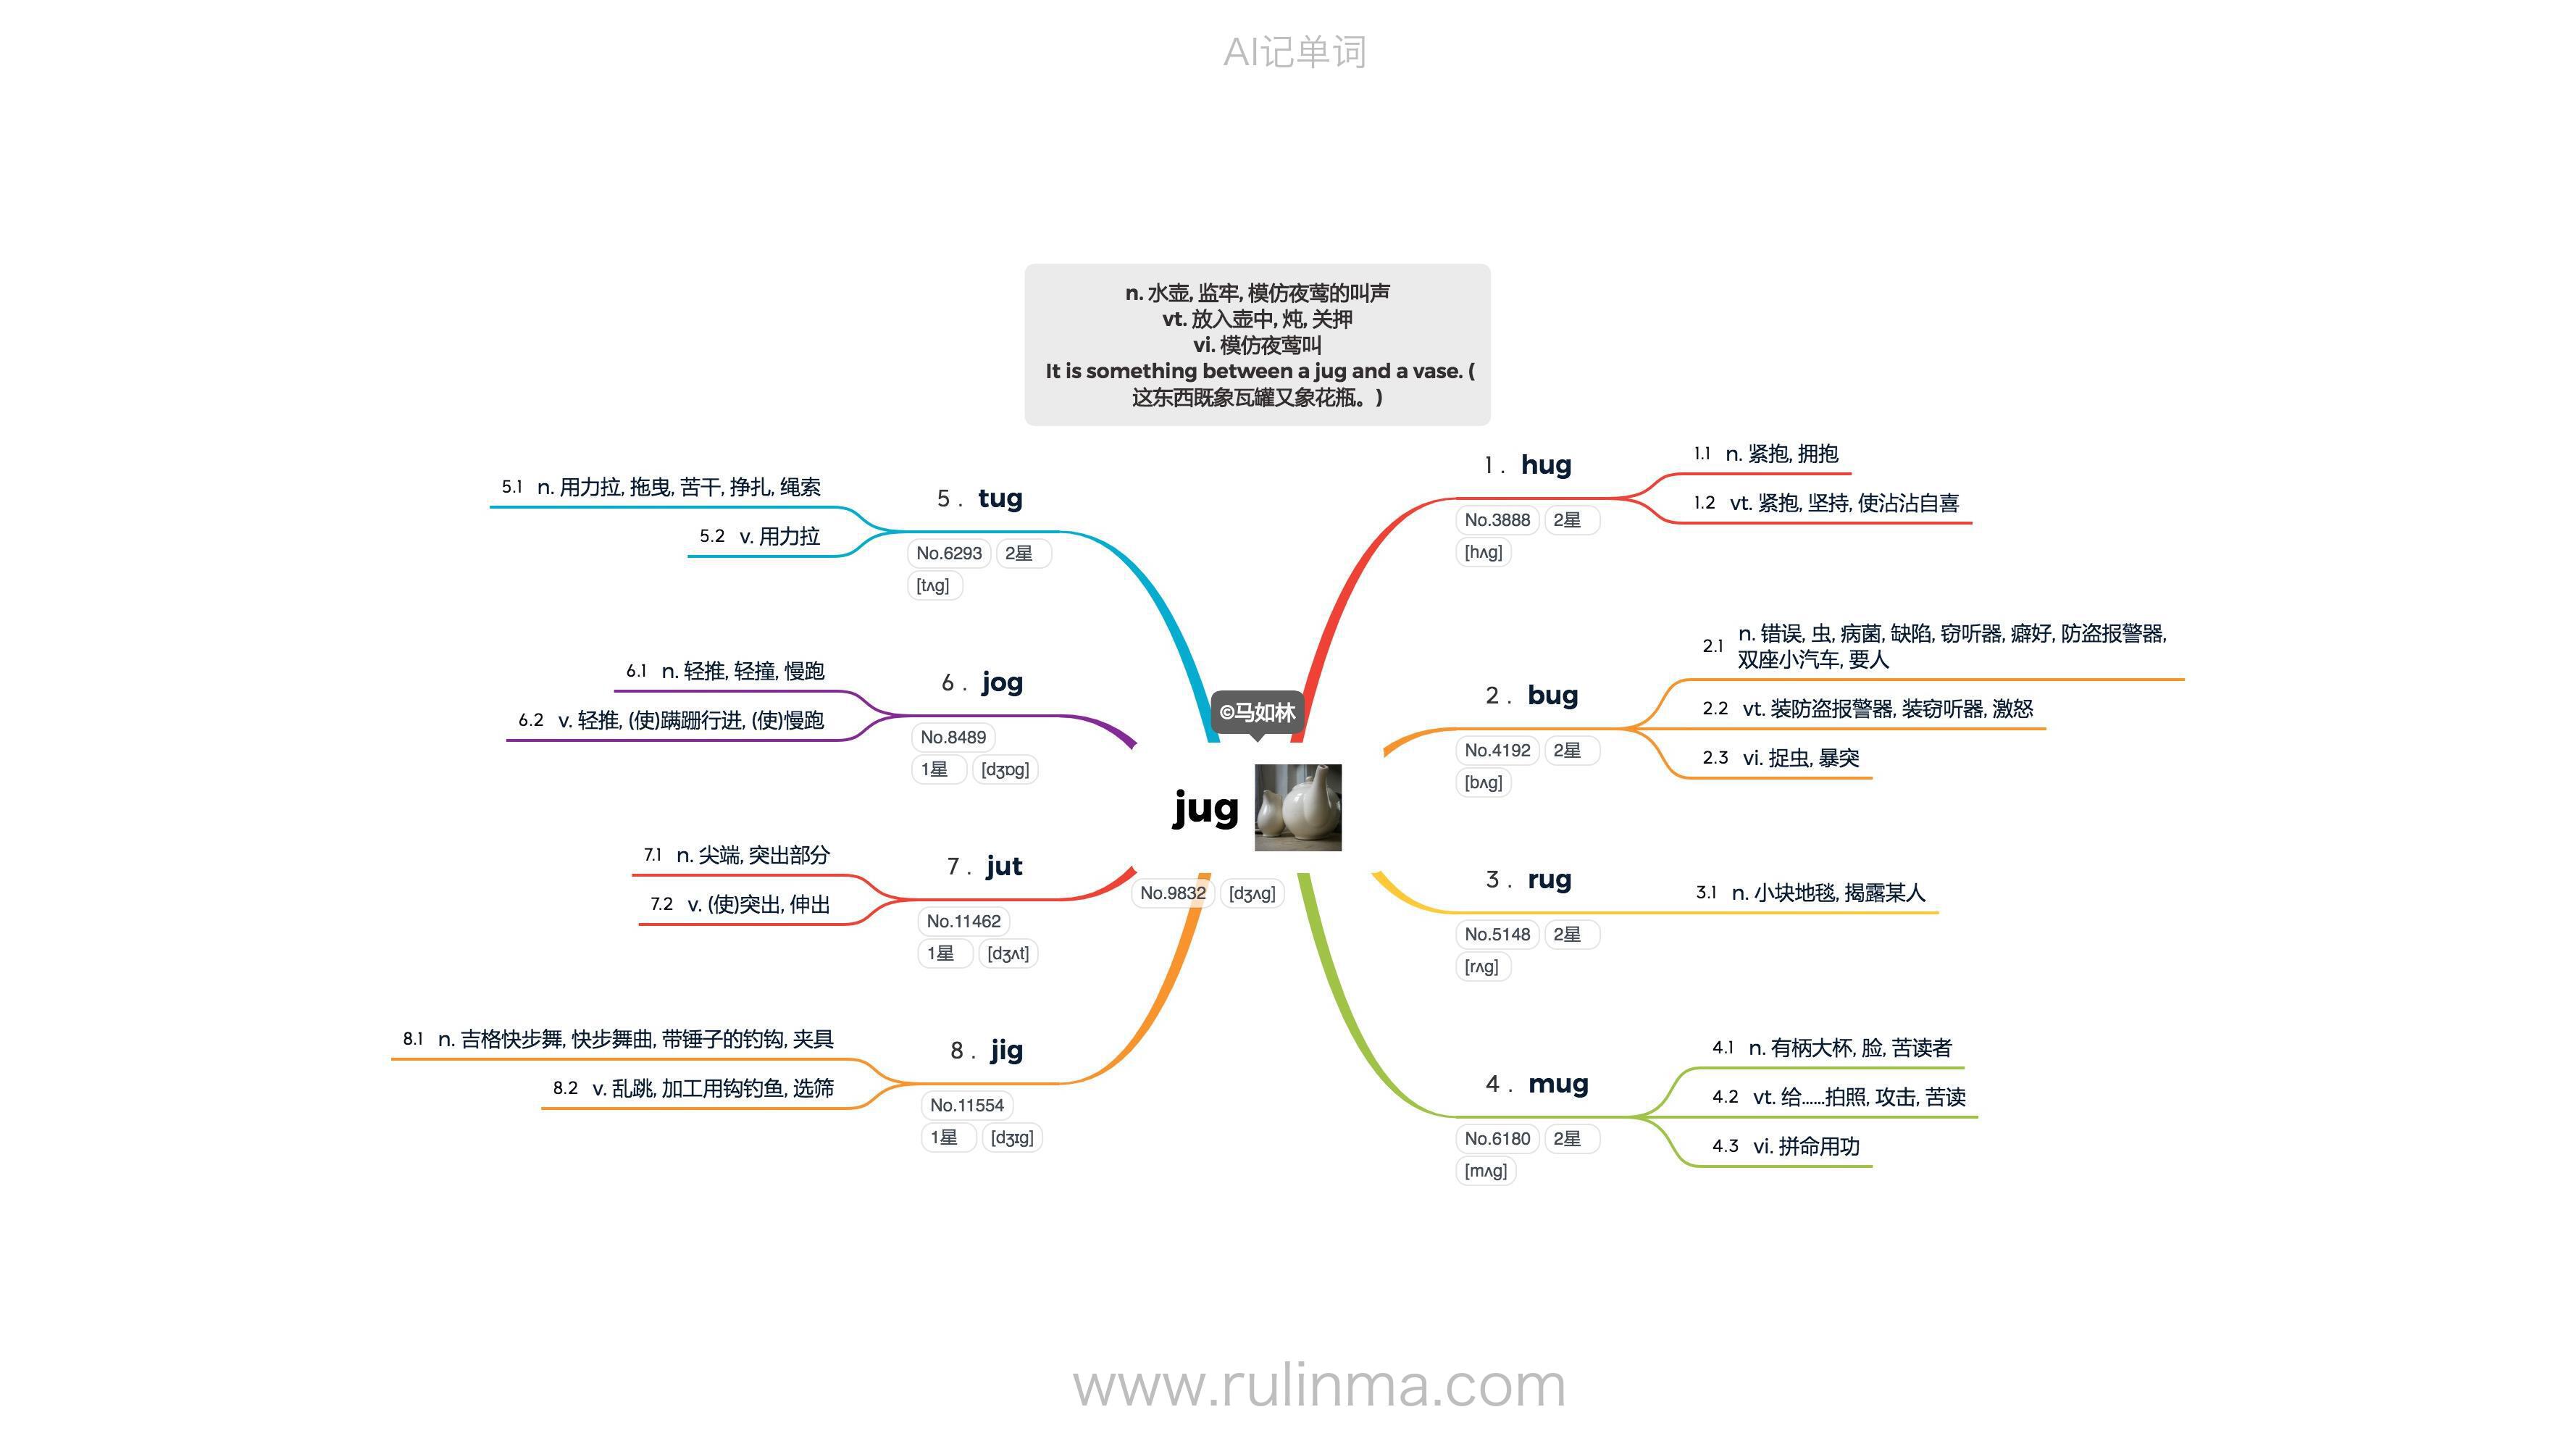 AI记单词
n. 水壶, 监牢, 模仿夜莺的叫声
vt. 放入壶中, 炖, 关押
vi. 模仿夜莺叫
It is something between a jug and a vase. (
这东西既象瓦罐又象花瓶。)
©马如林
jug
No.9832 [dʒʌg]
1 . hug
No.3888 2星
[hʌg]
1.1 n. 紧抱, 拥抱
1.2 vt. 紧抱, 坚持, 使沾沾自喜
2 . bug
No.4192 2星
[bʌg]
2.1 n. 错误, 虫, 病菌, 缺陷, 窃听器, 癖好, 防盗报警器,
双座小汽车, 要人
2.2 vt. 装防盗报警器, 装窃听器, 激怒
2.3 vi. 捉虫, 暴突
3 . rug
No.5148 2星
[rʌg]
3.1 n. 小块地毯, 揭露某人
4 . mug
No.6180 2星
[mʌg]
4.1 n. 有柄大杯, 脸, 苦读者
4.2 vt. 给......拍照, 攻击, 苦读
4.3 vi. 拼命用功
5 . tug
No.6293 2星
[tʌg]
5.1 n. 用力拉, 拖曳, 苦干, 挣扎, 绳索
5.2 v. 用力拉
6 . jog
No.8489
1星 [dʒɒg]
6.1 n. 轻推, 轻撞, 慢跑
6.2 v. 轻推, (使)蹒跚行进, (使)慢跑
7 . jut
No.11462
1星 [dʒʌt]
7.1 n. 尖端, 突出部分
7.2 v. (使)突出, 伸出
8 . jig
No.11554
1星 [dʒɪg]
8.1 n. 吉格快步舞, 快步舞曲, 带锤子的钓钩, 夹具
8.2 v. 乱跳, 加工用钩钓鱼, 选筛
www.rulinma.com